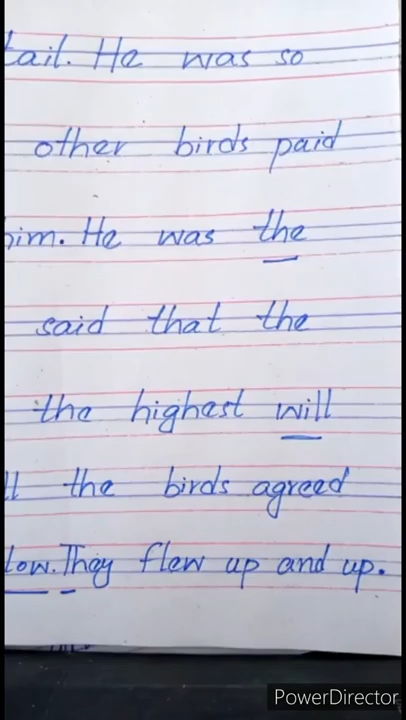 tail. He was so
other birds paid
him. He was the
said that the
the highest will
ll the birds agreed
low. They flew up and up.
PowerDirector